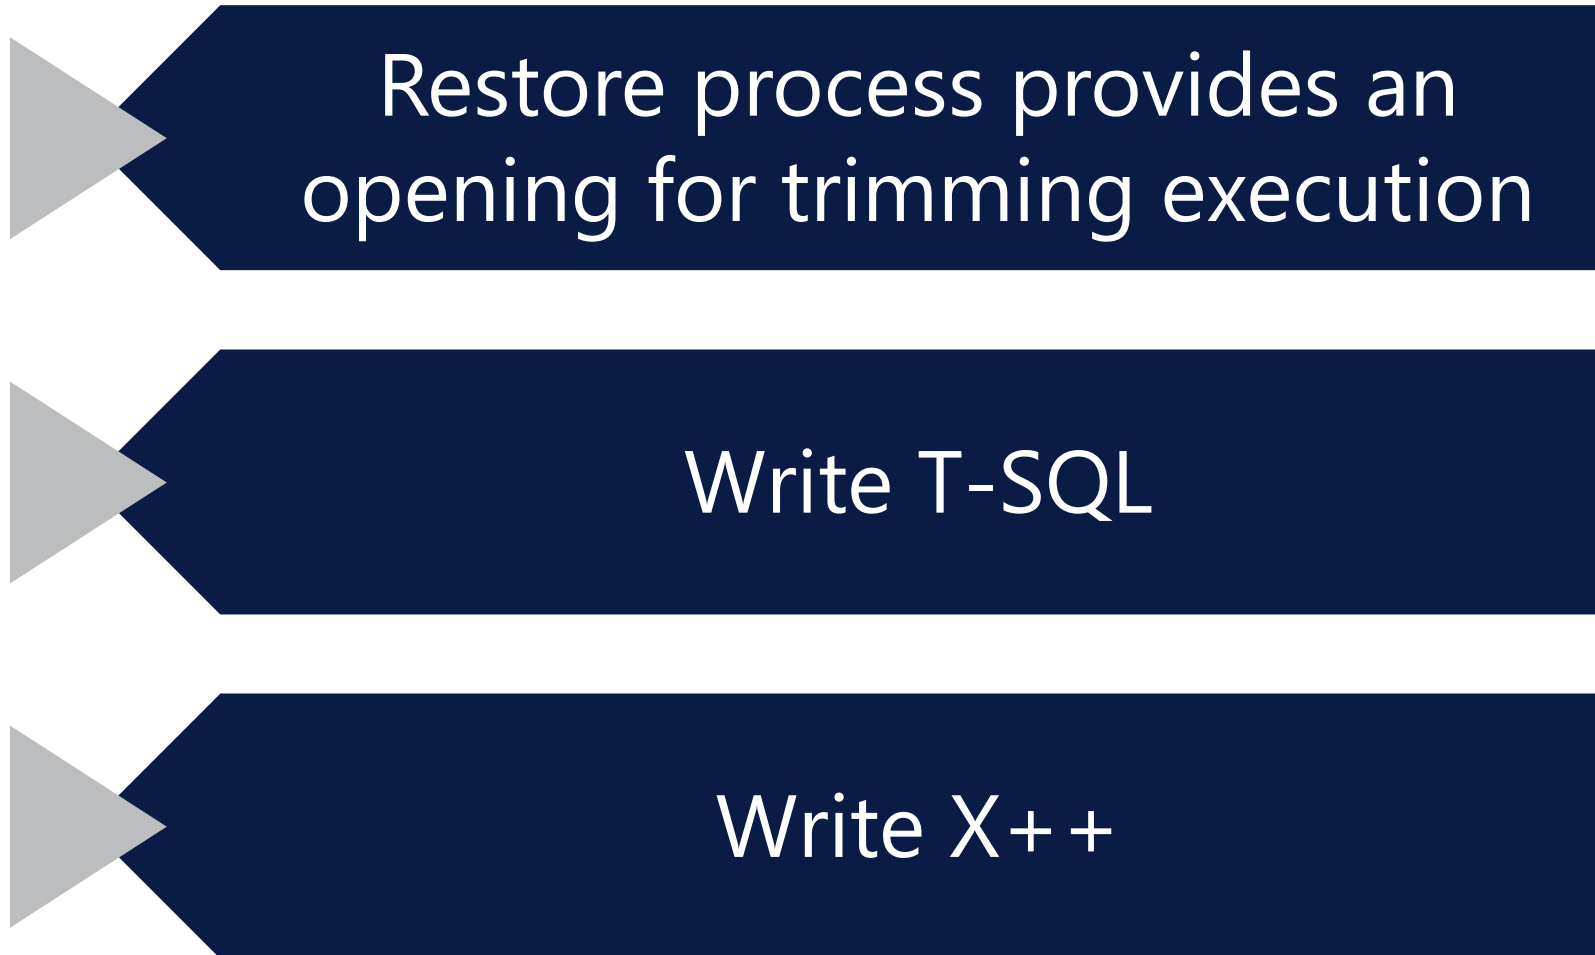 Restore process provides an
opening for trimming execution
Write T-SQL
Write X++